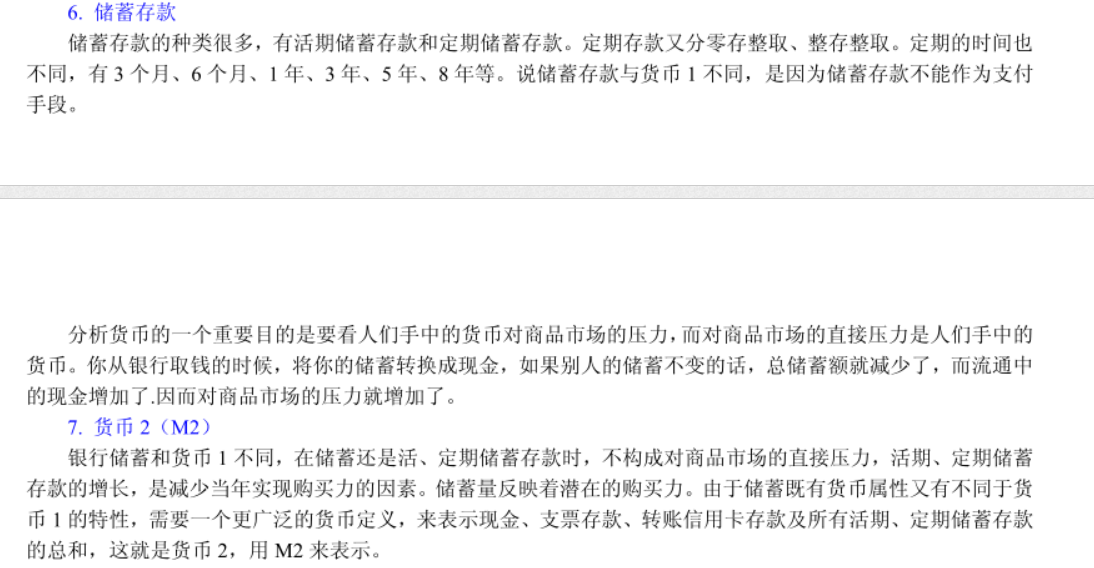 6. 储蓄存款
储蓄存款的种类很多，有活期储蓄存款和定期储蓄存款。定期存款又分零存整取、整存整取。定期的时间也
不同，有 3 个月、6 个月、1 年、3 年、5 年、8 年等。说储蓄存款与货币 1 不同，是因为储蓄存款不能作为支付
手段。
分析货币的一个重要目的是要看人们手中的货币对商品市场的压力，而对商品市场的直接压力是人们手中的
货币。你从银行取钱的时候，将你的储蓄转换成现金，如果别人的储蓄不变的话，总储蓄额就减少了，而流通中
的现金增加了.因而对商品市场的压力就增加了。
7. 货币 2（M2）
银行储蓄和货币 1 不同，在储蓄还是活、定期储蓄存款时，不构成对商品市场的直接压力，活期、定期储蓄
存款的增长，是减少当年实现购买力的因素。储蓄量反映着潜在的购买力。由于储蓄既有货币属性又有不同于货
币 1 的特性，需要一个更广泛的货币定义，来表示现金、支票存款、转账信用卡存款及所有活期、定期储蓄存款
的总和，这就是货币 2，用 M2 来表示。